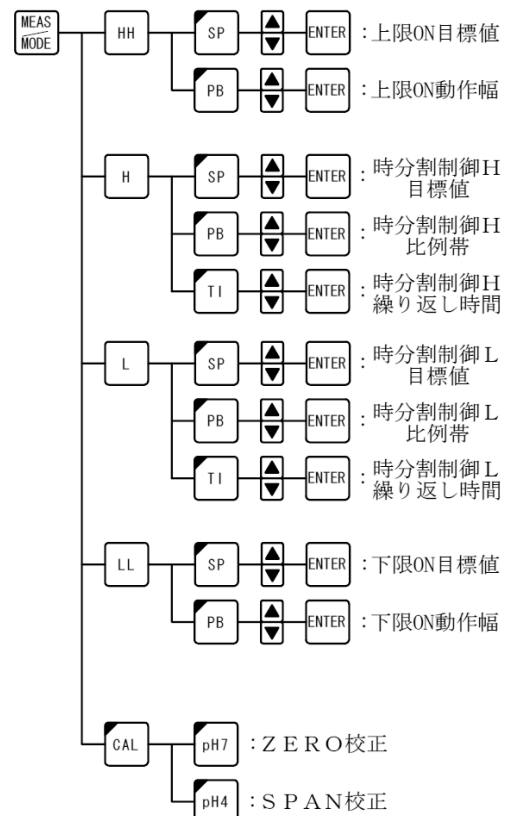 MEAS
MODE
HH
SP
▲
▼
ENTER
:上限ON目標値
PB
▲
▼
ENTER
:上限ON動作幅
H
SP
▲
▼
ENTER
:時分割制御H
目標値
PB
▲
▼
ENTER
:時分割制御H
比例帯
TI
▲
▼
ENTER
:時分割制御H
繰り返し時間
L
SP
▲
▼
ENTER
:時分割制御L
目標値
PB
▲
▼
ENTER
:時分割制御L
比例帯
TI
▲
▼
ENTER
:時分割制御L
繰り返し時間
LL
SP
▲
▼
ENTER
:下限ON目標値
PB
▲
▼
ENTER
:下限ON動作幅
CAL
pH7
:ZERO校正
pH4
:SPAN校正